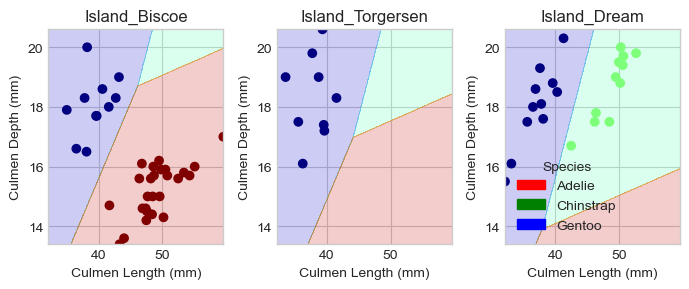 Island_Biscoe
20
18
16
14
40
50
Culmen Depth (mm)
Culmen Length (mm)
Island_Torgersen
20
18
16
14
40
50
Culmen Depth (mm)
Culmen Length (mm)
Island_Dream
20
18
16
14
40
50
Culmen Depth (mm)
Culmen Length (mm)
Species
Adelie
Chinstrap
Gentoo